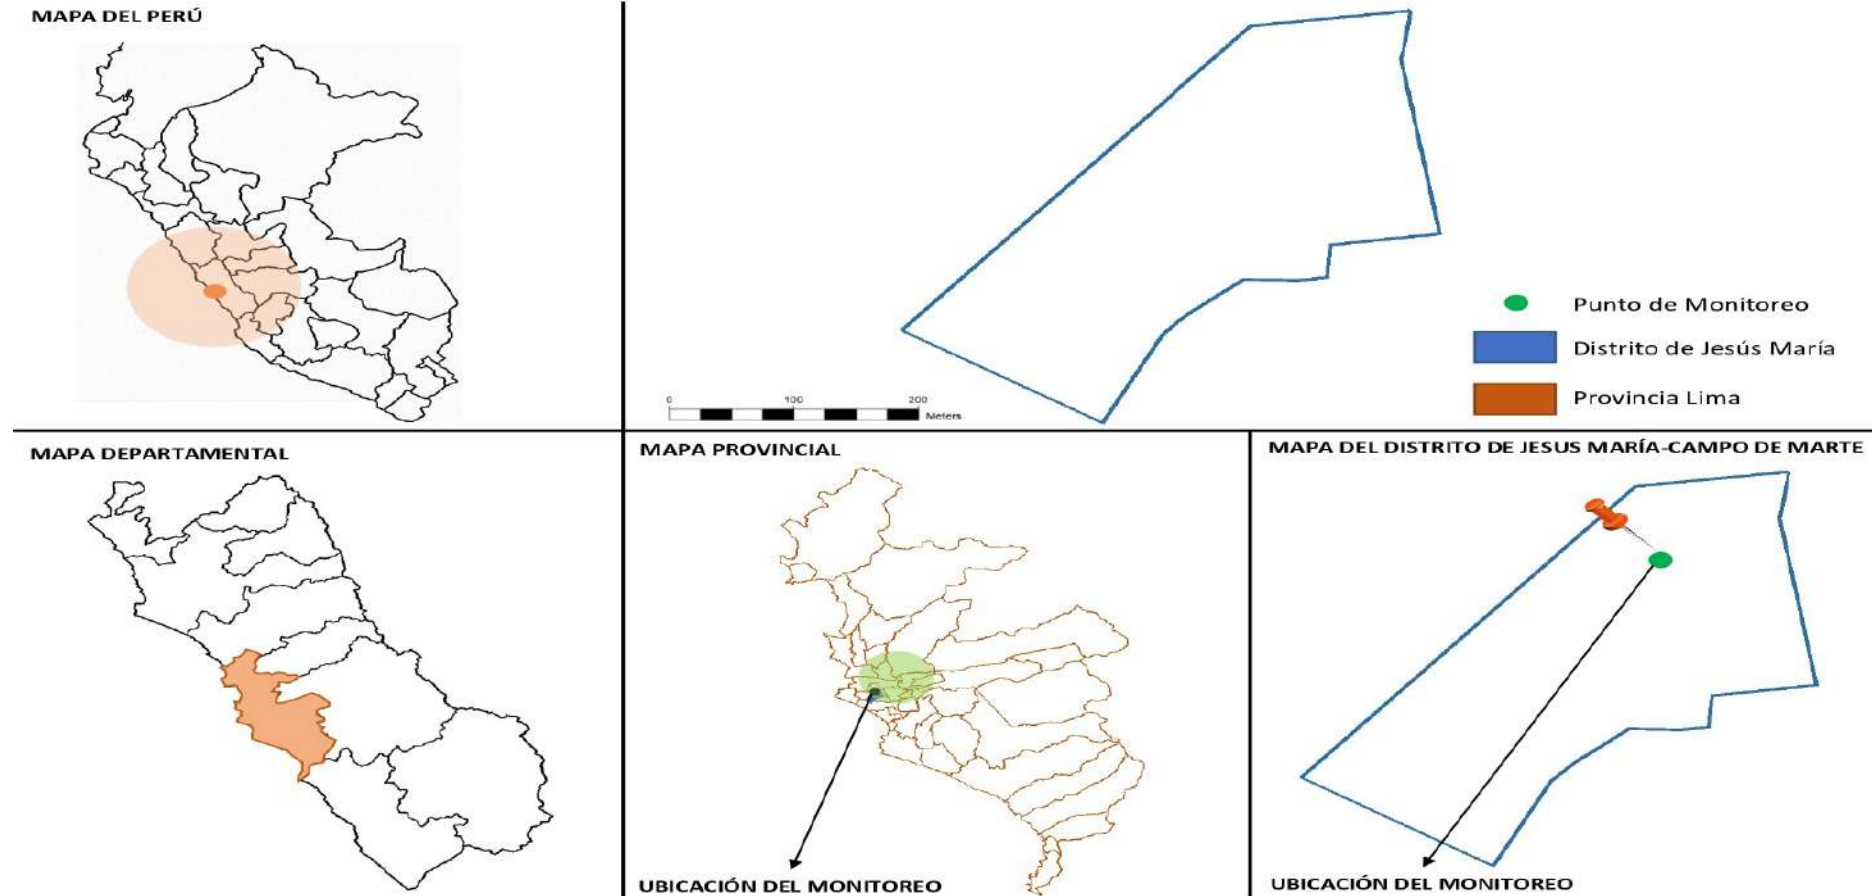 MAPA DEL PERÚ
Punto de Monitoreo
Distrito de Jesús María
Provincia Lima
0 100 200
Meters
MAPA DEPARTAMENTAL
MAPA PROVINCIAL
UBICACIÓN DEL MONITOREO
MAPA DEL DISTRITO DE JESUS MARÍA-CAMPO DE MARTE
UBICACIÓN DEL MONITOREO